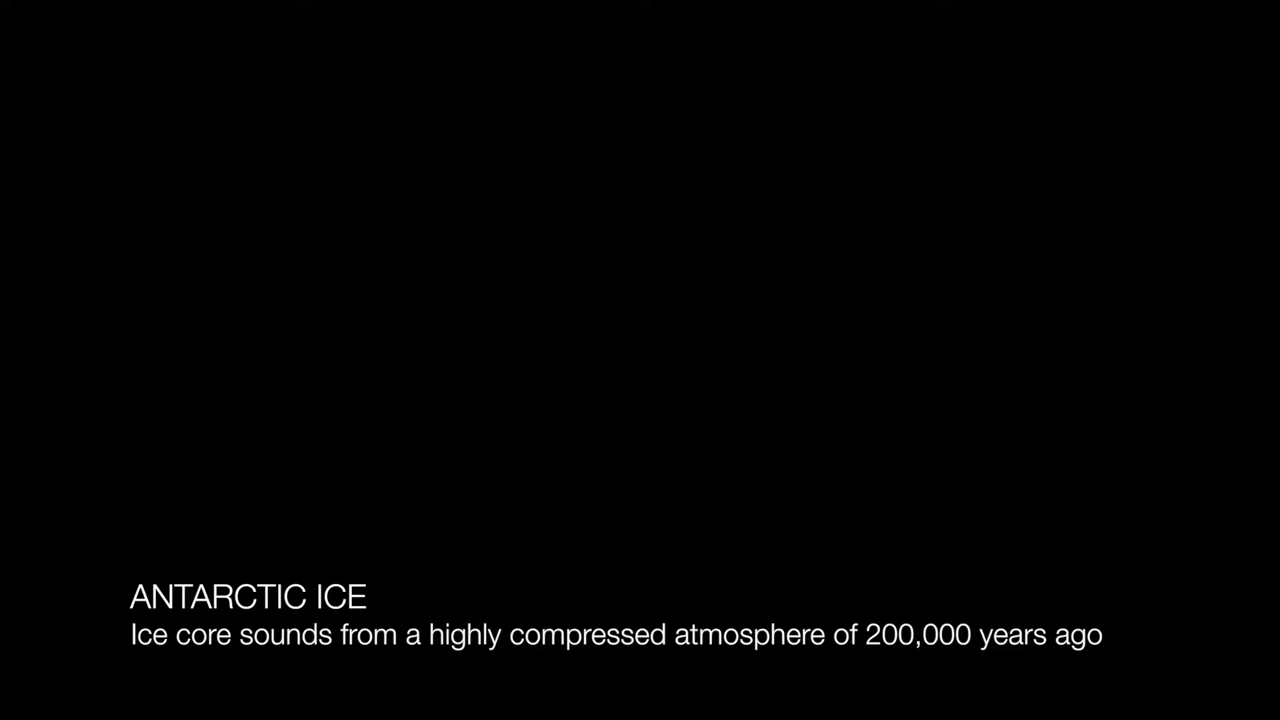 ANTARCTIC ICE
Ice core sounds from a highly compressed atmosphere of 200,000 years ago